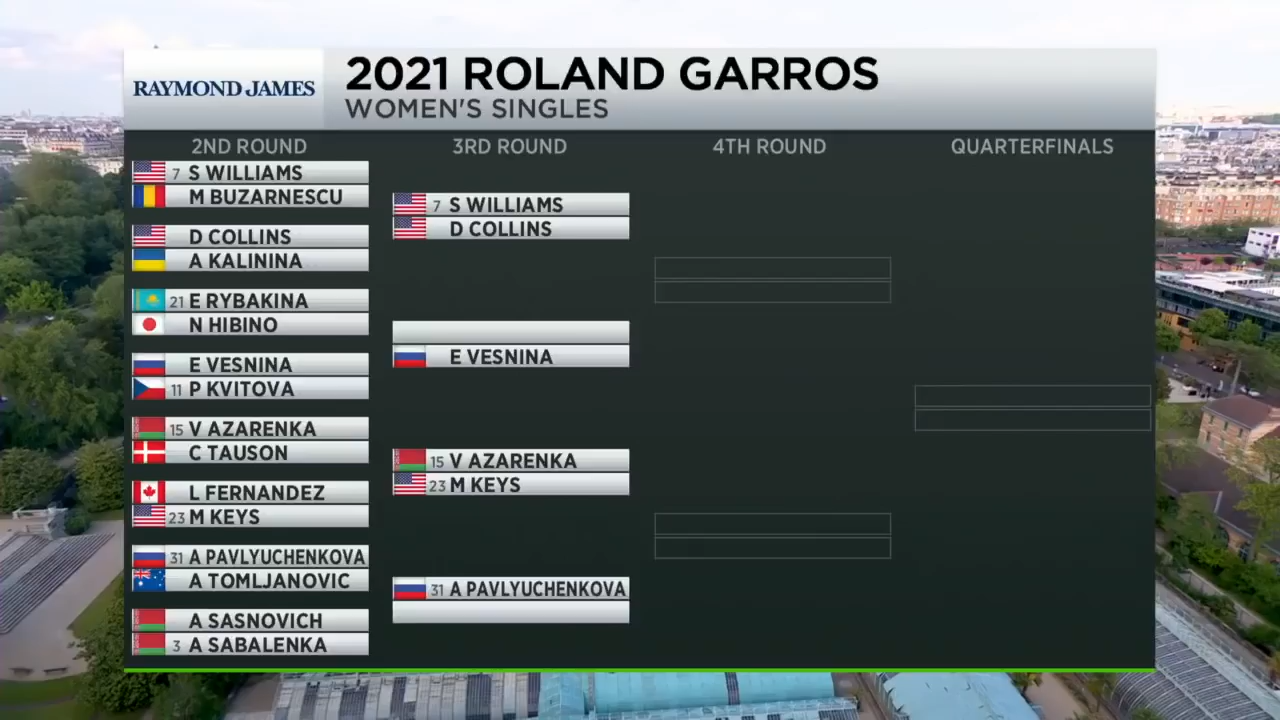 RAYMOND JAMES
2021 ROLAND GARROS
WOMEN'S SINGLES
2ND ROUND
7 S WILLIAMS
M BUZARNESCU
D COLLINS
A KALININA
21 E RYBAKINA
N HIBINO
E VESNINA
11 P KVITOVA
15 V AZARENKA
C TAUSON
L FERNANDEZ
23 M KEYS
31 A PAVLYUCHENKOVA
A TOMLJANOVIC
A SASNOVICH
3 A SABALENKA
3RD ROUND
7 S WILLIAMS
D COLLINS
E VESNINA
15 V AZARENKA
23 M KEYS
31 A PAVLYUCHENKOVA
4TH ROUND
QUARTERFINALS